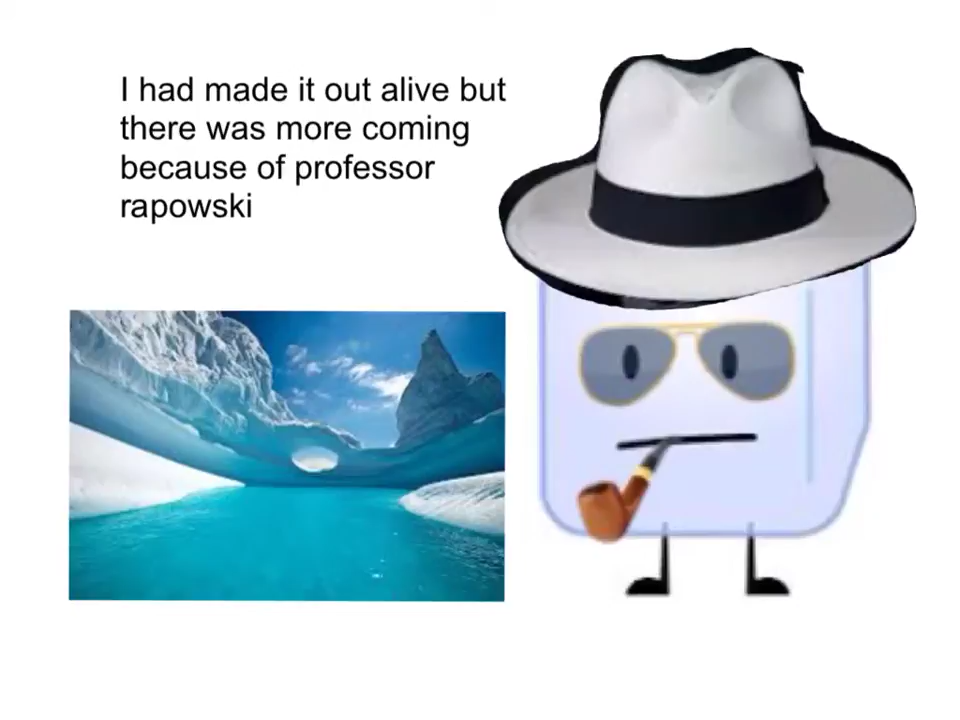 I had made it out alive but
there was more coming
because of professor
rapowski